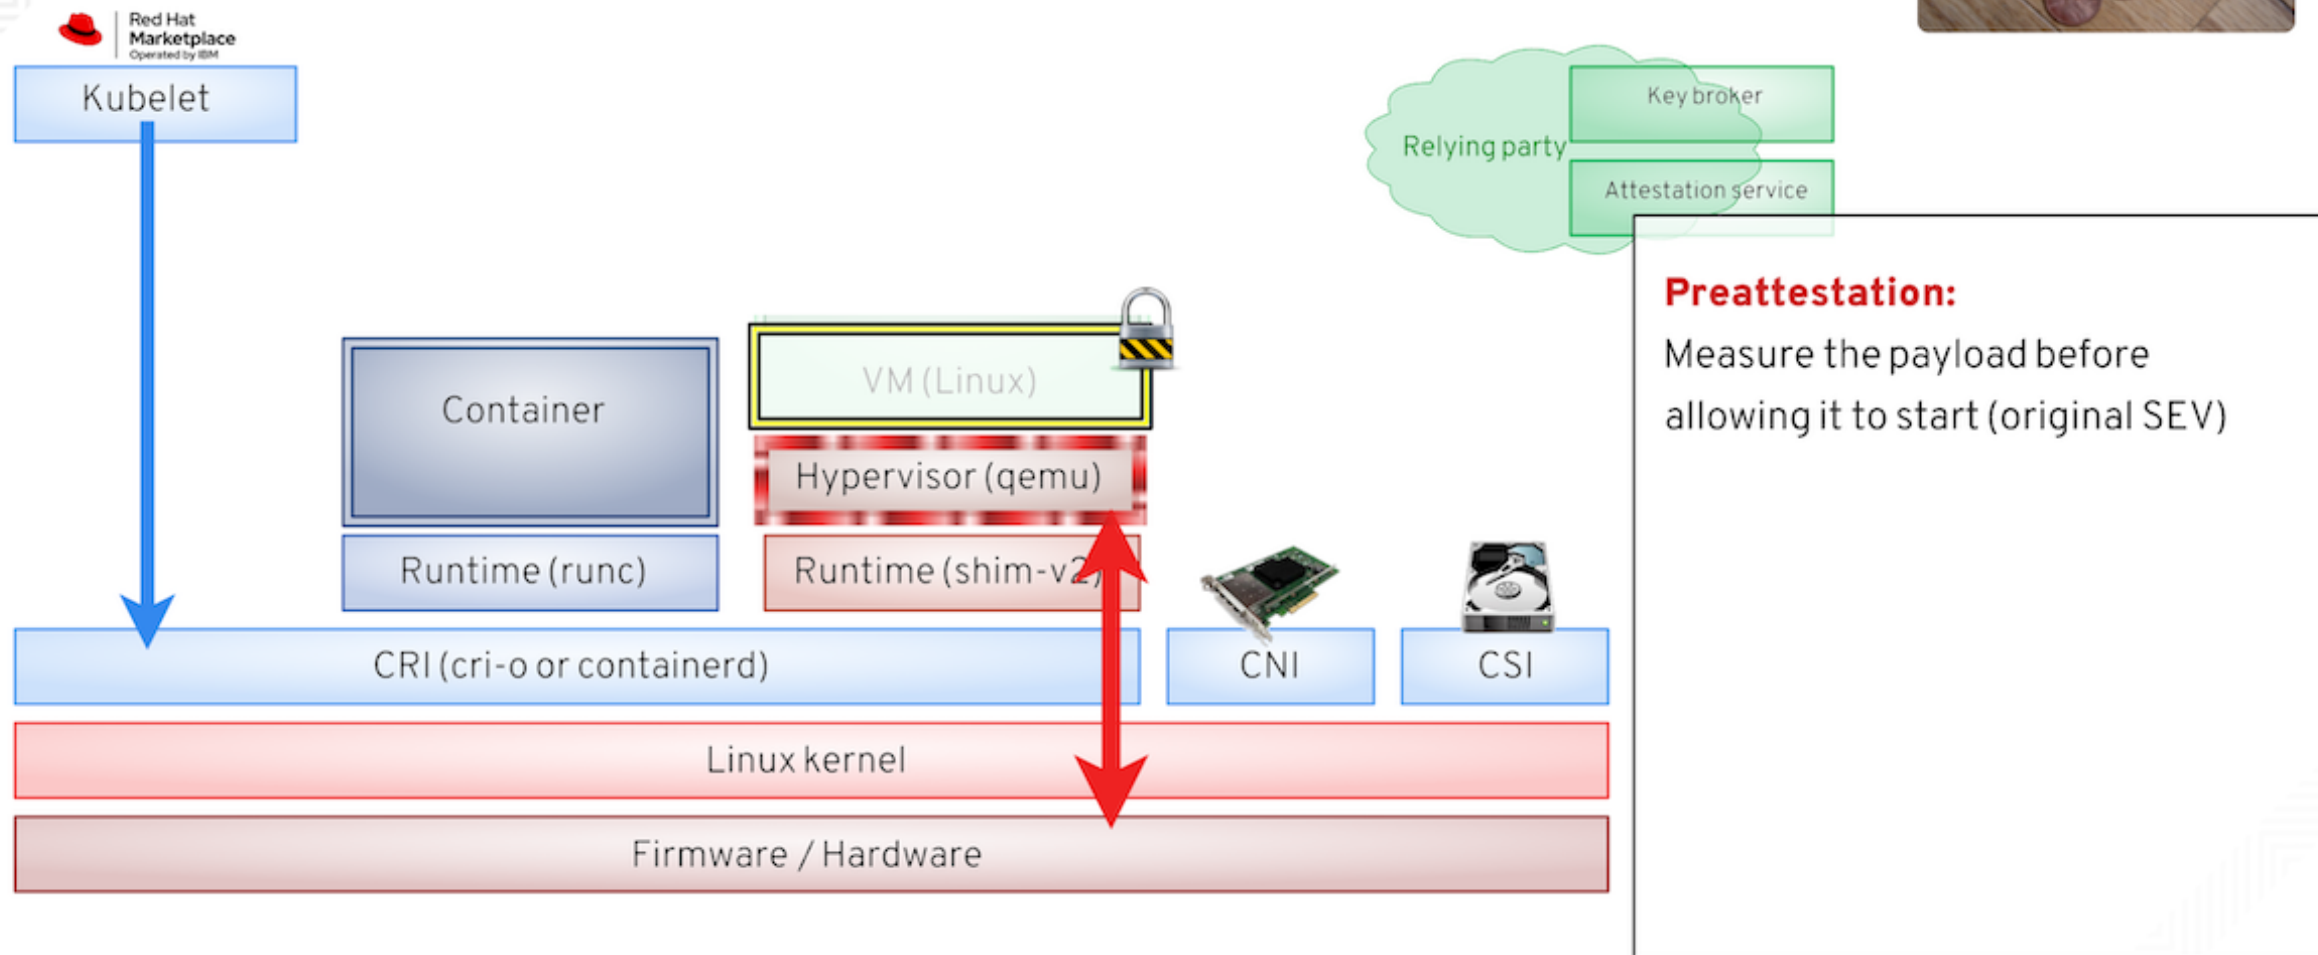 Red Hat
Marketplace
Operated by IBM
Kubelet
Key broker
Relying party
Attestation service
Preattestation:
Measure the payload before
allowing it to start (original SEV)
Container
VM (Linux)
Hypervisor (qemu)
Runtime (runc)
Runtime (shim-v2)
CRI (cri-o or containerd)
CNI
CSI
Linux kernel
Firmware / Hardware